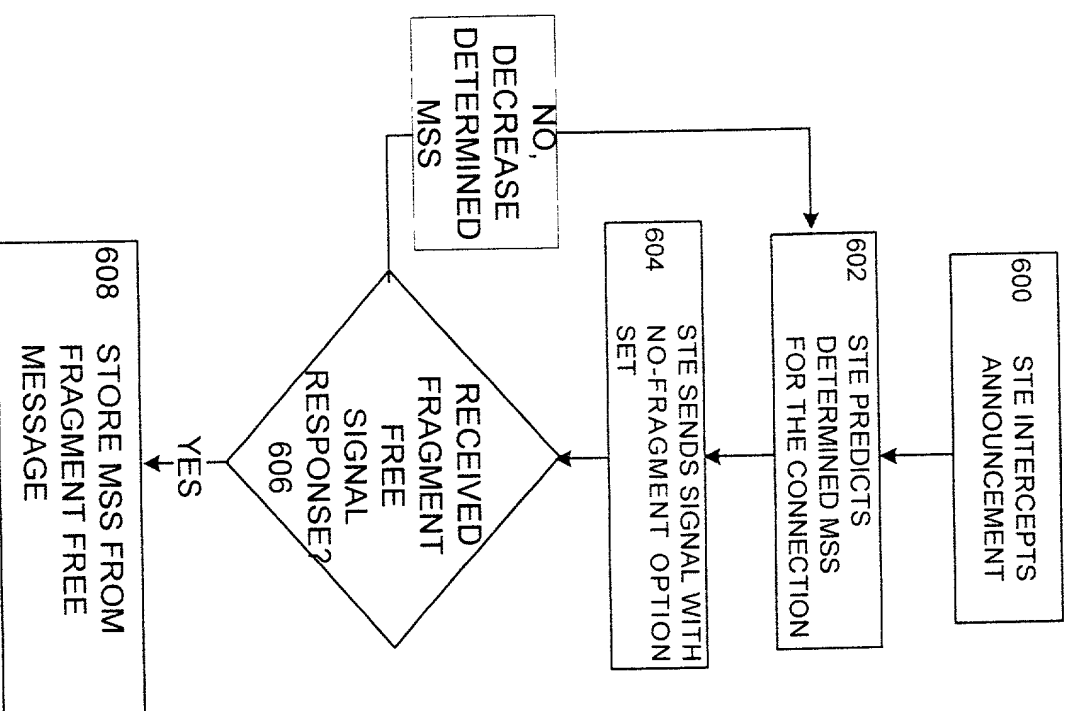 600 STE INTERCEPTS
ANNOUNCEMENT
602 STE PREDICTS
DETERMINED MSS
FOR THE CONNECTION
604 STE SENDS SIGNAL WITH
NO-FRAGMENT OPTION
SET
RECEIVED
FRAGMENT
FREE
SIGNAL
RESPONSE?
606
NO,
DECREASE
DETERMINED
MSS
YES
608 STORE MSS FROM
FRAGMENT FREE
MESSAGE